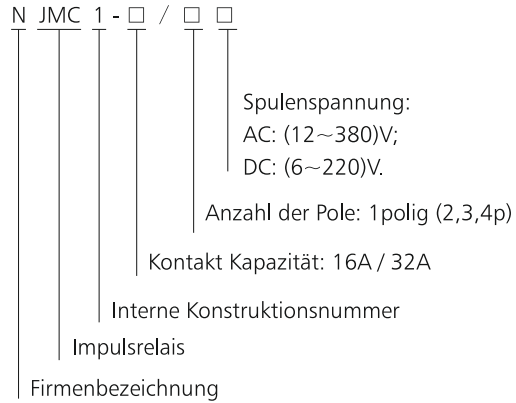 N JMC 1 - □ / □ □
Spulenspannung:
AC: (12~380)V;
DC: (6~220)V.
Anzahl der Pole: 1polig (2,3,4p)
Kontakt Kapazität: 16A / 32A
Interne Konstruktionsnummer
Impulsrelais
Firmenbezeichnung